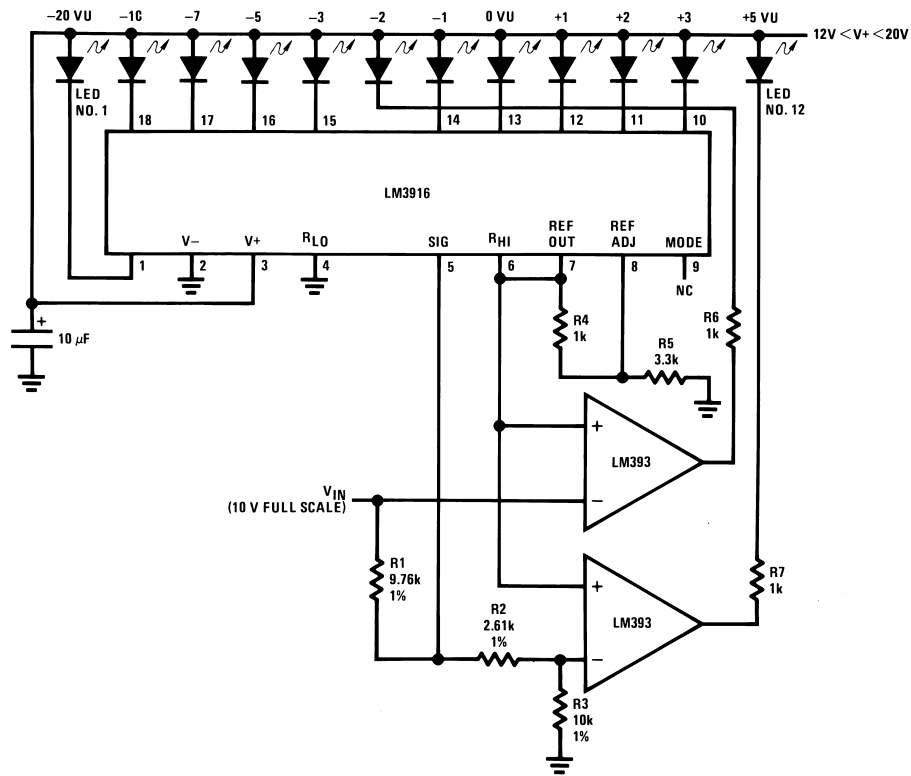 −20 VU −1C −7 −5 −3 −2 −1 0 VU +1 +2 +3 +5 VU
12V <V+ <20V
LED
NO. 1
LED
NO. 12
18 17 16 15 14 13 12 11 10
LM3916
V− V+ RLO SIG RHI REF OUT REF ADJ MODE
1 2 3 4 5 6 7 8 9
NC
+
10 μF
R4
1k
R5
3.3k
R6
1k
+
LM393
−
VIN
(10 V FULL SCALE)
R1
9.76k
1%
R2
2.61k
1%
+
LM393
−
R7
1k
R3
10k
1%